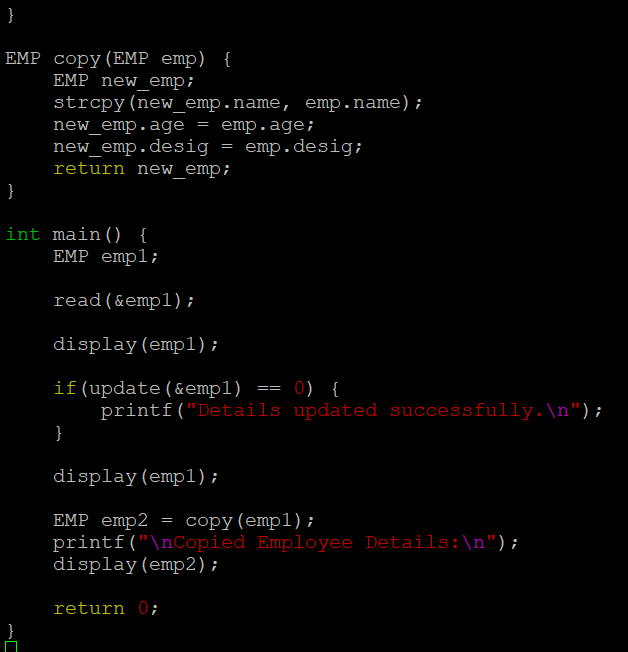 }

EMP copy(EMP emp) {
    EMP new_emp;
    strcpy(new_emp.name, emp.name);
    new_emp.age = emp.age;
    new_emp.desig = emp.desig;
    return new_emp;
}

int main() {
    EMP emp1;

    read(&emp1);

    display(emp1);

    if(update(&emp1) == 0) {
        printf("Details updated successfully.\n");
    }

    display(emp1);

    EMP emp2 = copy(emp1);
    printf("\nCopied Employee Details:\n");
    display(emp2);

    return 0;
}